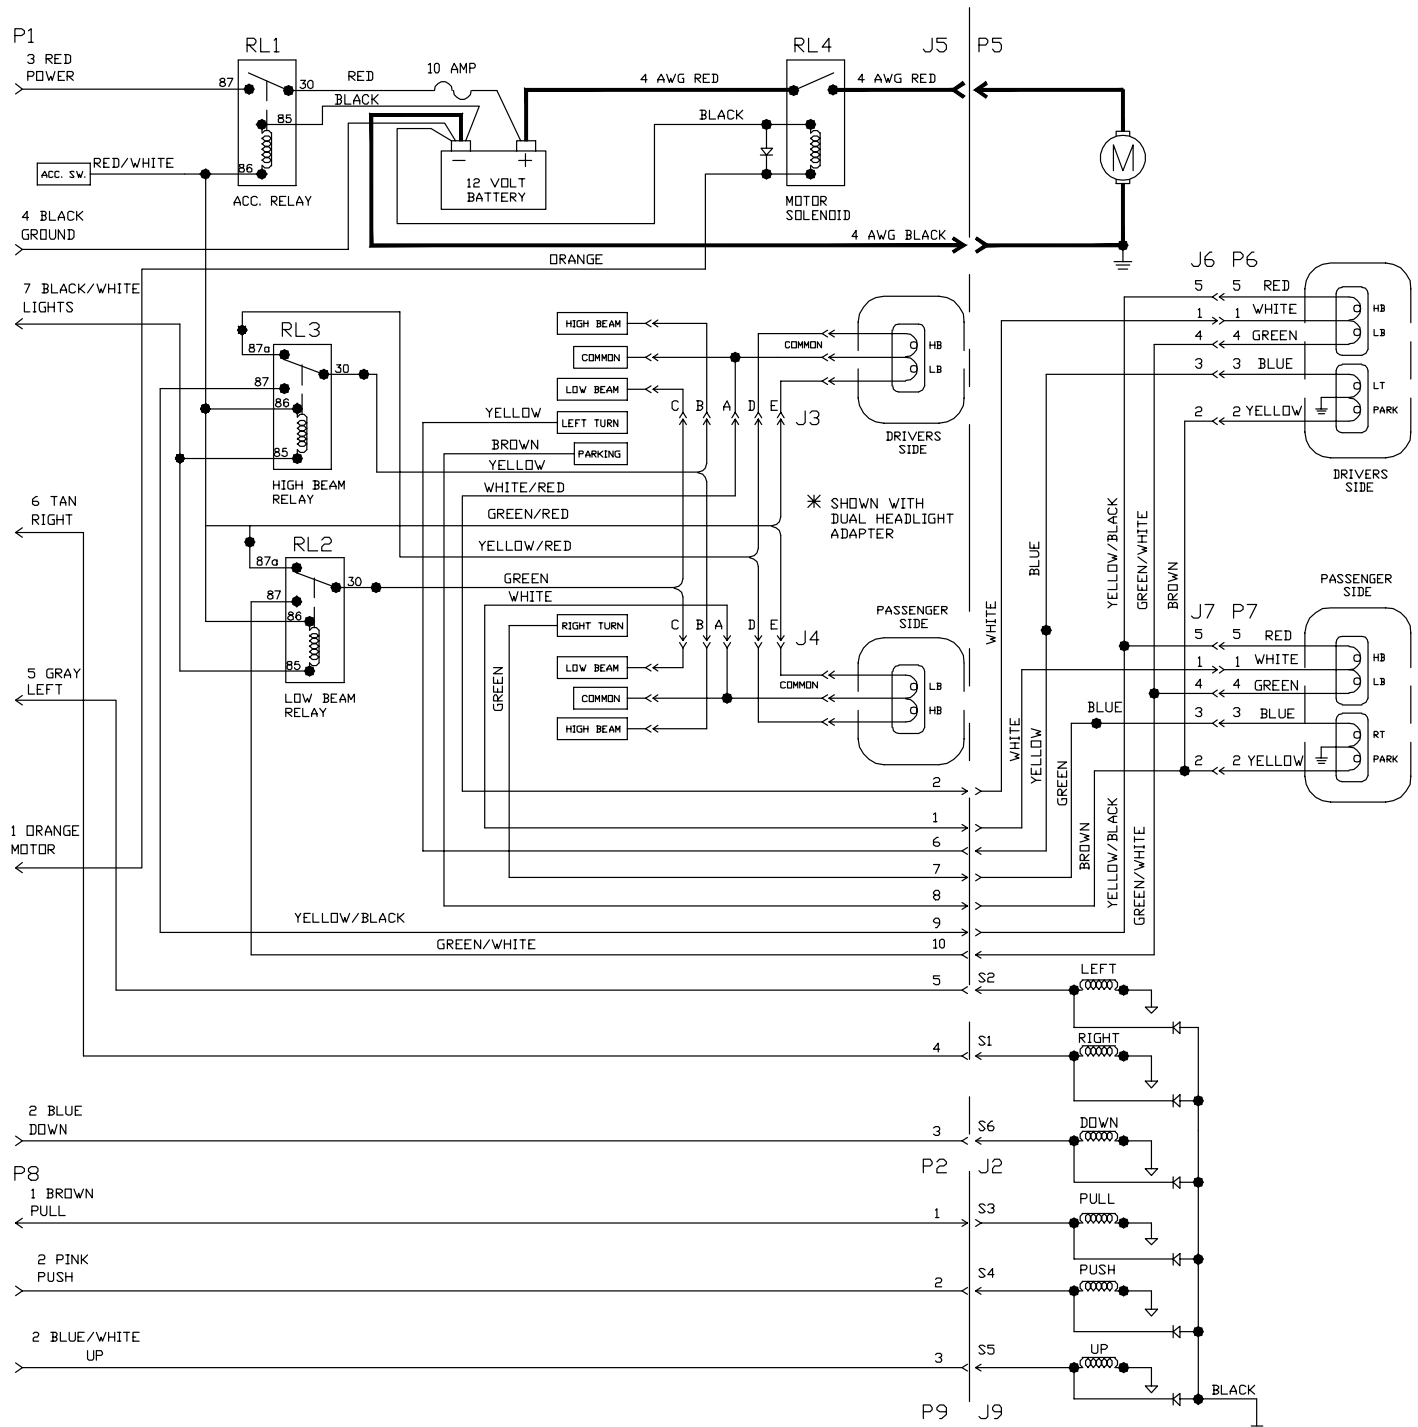 P1
3 RED
POWER
RL1
87
30
RED
10 AMP
BLACK
85
86
ACC. SW.
RED/WHITE
ACC. RELAY
-
+
12 VOLT
BATTERY
4 AWG RED
RL4
4 AWG RED
J5
P5
BLACK
MOTOR
SOLENOID
M
4 BLACK
GROUND
4 AWG BLACK
ORANGE
7 BLACK/WHITE
LIGHTS
RL3
87a
30
87
86
85
HIGH BEAM
RELAY
HIGH BEAM
COMMON
LOW BEAM
LEFT TURN
PARKING
YELLOW
BROWN
YELLOW
WHITE/RED
GREEN/RED
YELLOW/RED
GREEN
WHITE
C
B
A
D
E
J3
COMMON
HB
LB
DRIVERS
SIDE
J6
P6
5
5
RED
1
1
WHITE
4
4
GREEN
3
3
BLUE
2
2 YELLOW
HB
LB
LT
PARK
DRIVERS
SIDE
SHOWN WITH
DUAL HEADLIGHT
ADAPTER
6 TAN
RIGHT
RL2
87a
30
87
86
85
LOW BEAM
RELAY
RIGHT TURN
LOW BEAM
COMMON
HIGH BEAM
GREEN
C
B
A
D
E
J4
PASSENGER
SIDE
COMMON
LB
HB
WHITE
BLUE
YELLOW/BLACK
GREEN/WHITE
BROWN
PASSENGER
SIDE
J7
P7
5
5
RED
1
1
WHITE
4
4
GREEN
3
3
BLUE
2
2 YELLOW
HB
LB
RT
PARK
BLUE
WHITE
YELLOW
GREEN
BROWN
YELLOW/BLACK
GREEN/WHITE
5 GRAY
LEFT
1 ORANGE
MOTOR
2
1
6
7
8
YELLOW/BLACK
9
GREEN/WHITE
10
5
S2
LEFT
4
S1
RIGHT
2 BLUE
DOWN
3
S6
DOWN
P2
J2
P8
1 BROWN
PULL
1
S3
PULL
2 PINK
PUSH
2
S4
PUSH
2 BLUE/WHITE
UP
3
S5
UP
BLACK
P9
J9